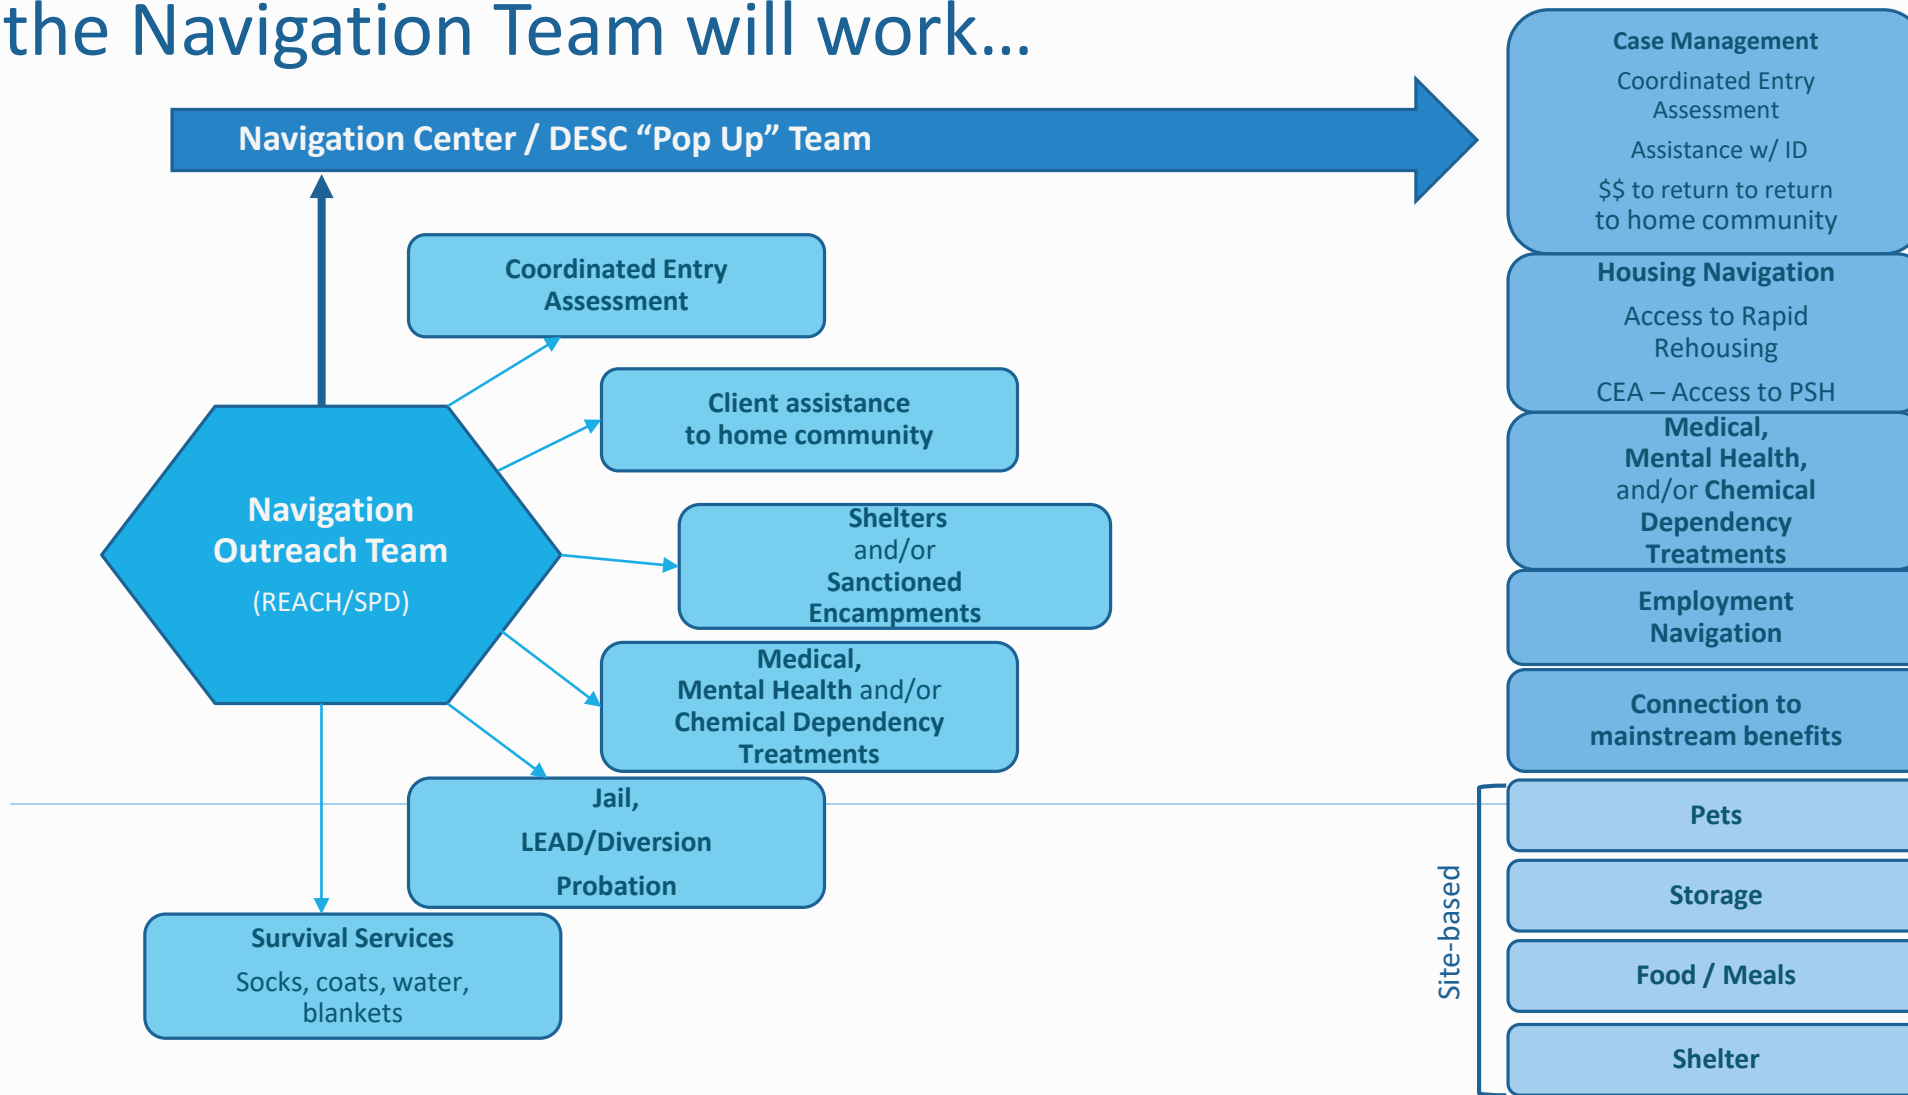 the Navigation Team will work...
Navigation Center / DESC “Pop Up” Team
Coordinated Entry
Assessment
Client assistance
to home community
Navigation
Outreach Team
(REACH/SPD)
Shelters
and/or
Sanctioned
Encampments
Medical,
Mental Health and/or
Chemical Dependency
Treatments
Jail,
LEAD/Diversion
Probation
Survival Services
Socks, coats, water,
blankets
Case Management
Coordinated Entry
Assessment
Assistance w/ ID
$$ to return to return
to home community
Housing Navigation
Access to Rapid
Rehousing
CEA – Access to PSH
Medical,
Mental Health,
and/or Chemical
Dependency
Treatments
Employment
Navigation
Connection to
mainstream benefits
Site-based
Pets
Storage
Food / Meals
Shelter